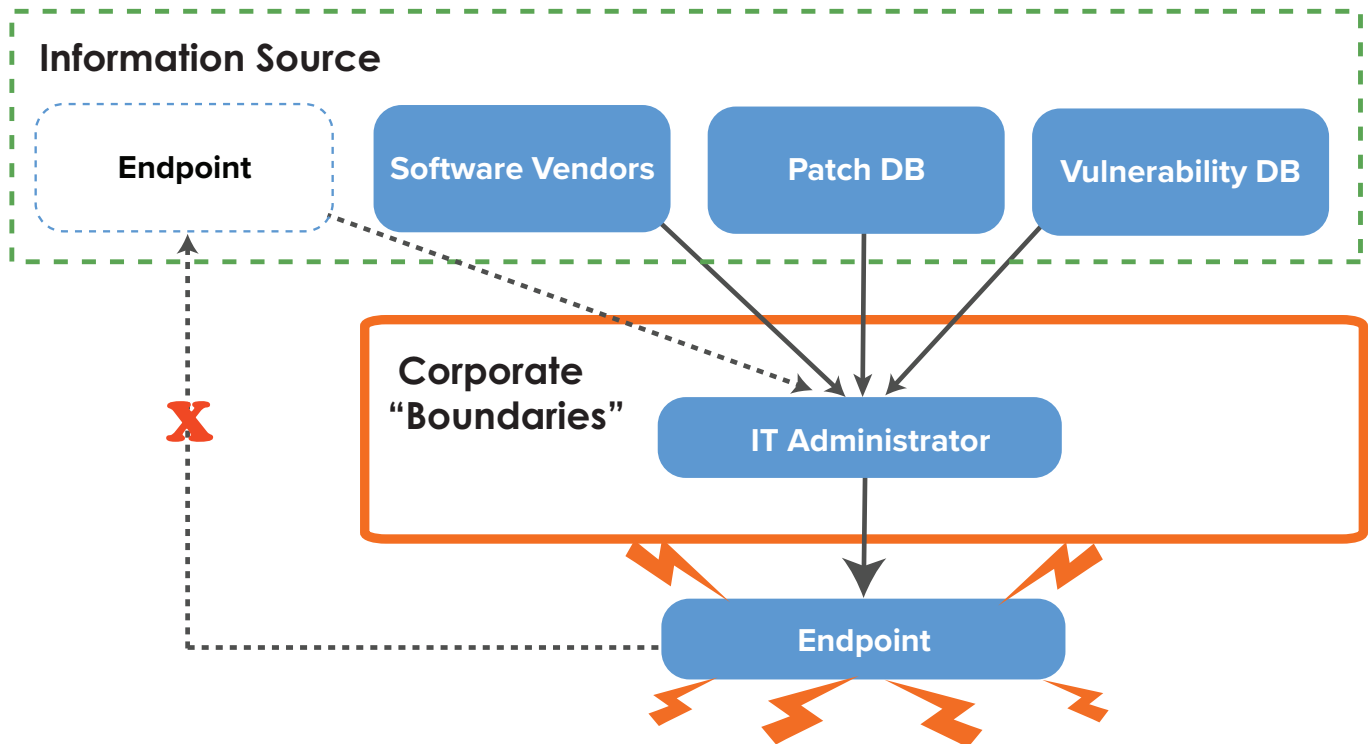 Information Source
Endpoint
Software Vendors
Patch DB
Vulnerability DB
Corporate
“Boundaries”
X
IT Administrator
Endpoint